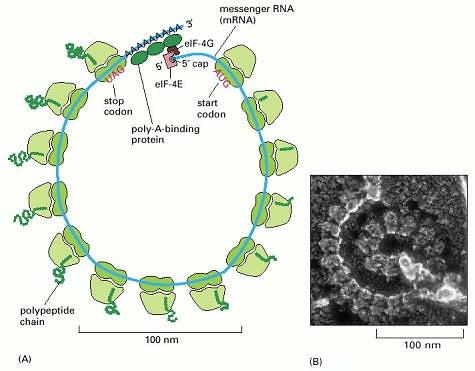 messenger RNA
(mRNA)
3′
AAAAAAAAA
eIF-4G
5′
5′ cap
UAG
eIF-4E
AUG
stop
codon
start
codon
poly-A-binding
protein
polypeptide
chain
100 nm
100 nm
(A)
(B)